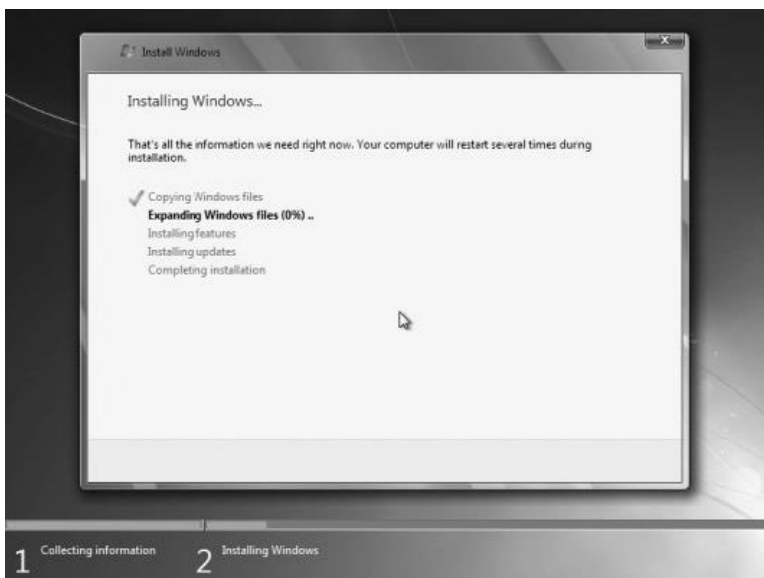 Install Windows
Installing Windows...
That's all the information we need right now. Your computer will restart several times during
installation.
Copying Windows files
Expanding Windows files (0%) ..
Installing features
Installing updates
Completing installation
1 Collecting information 2 Installing Windows